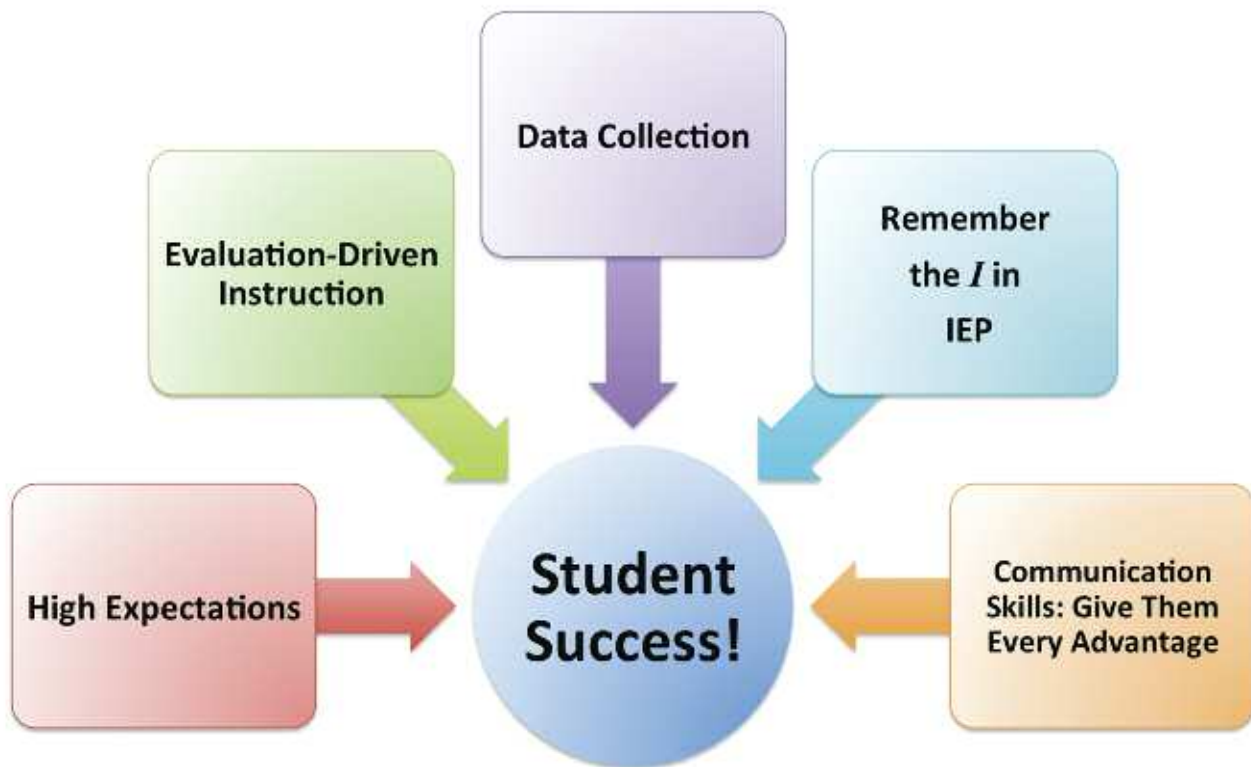 Data Collection
Evaluation-Driven
Instruction
Remember
the I in
IEP
High Expectations
Student
Success!
Communication
Skills: Give Them
Every Advantage